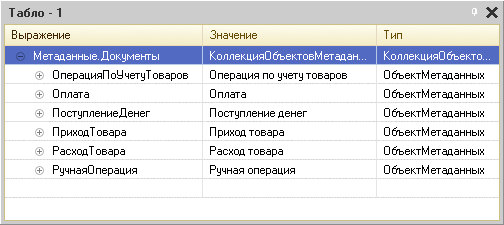 Табло - 1
Выражение Значение Тип
Метаданные.Документы КоллекцияОбъектовМетадан... КоллекцияОбъекто...
ОперацияПоУчетуТоваров Операция по учету товаров ОбъектМетаданных
Оплата Оплата ОбъектМетаданных
ПоступлениеДенег Поступление денег ОбъектМетаданных
ПриходТовара Приход товара ОбъектМетаданных
РасходТовара Расход товара ОбъектМетаданных
РучнаяОперация Ручная операция ОбъектМетаданных